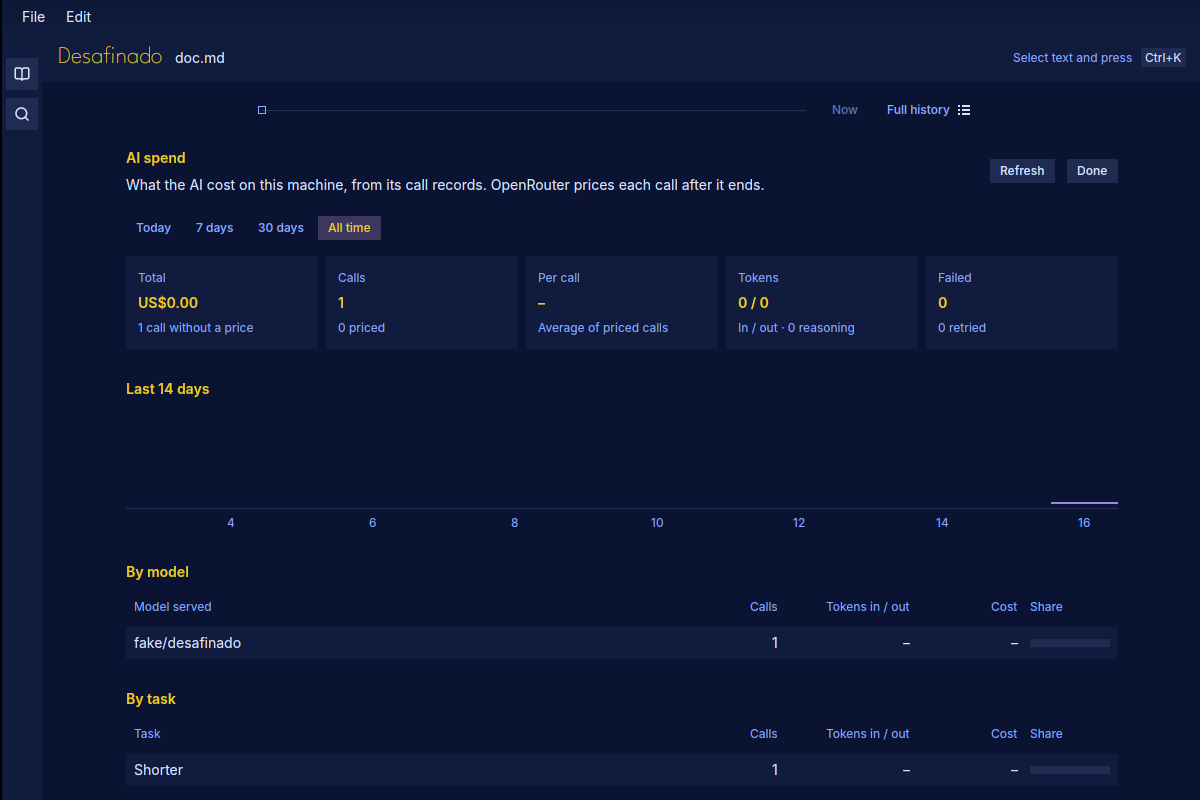 File Edit
Desafinado doc.md Select text and press Ctrl+K
Now Full history
AI spend
What the AI cost on this machine, from its call records. OpenRouter prices each call after it ends.
Refresh Done
Today 7 days 30 days All time
Total Calls Per call Tokens Failed
US$0.00 1 – 0 / 0 0
1 call without a price 0 priced Average of priced calls In / out · 0 reasoning 0 retried
Last 14 days
4 6 8 10 12 14 16
By model
Model served Calls Tokens in / out Cost Share
fake/desafinado 1 – –
By task
Task Calls Tokens in / out Cost Share
Shorter 1 – –